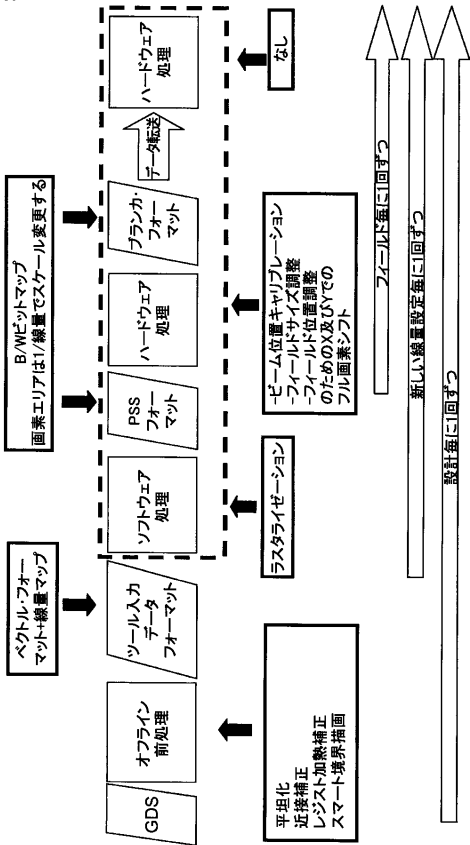 ベクトル・フォー
マット+線量マップ
B/Wビットマップ
画素エリアは1/線量でスケール変更する
GDS
オフライン
前処理
ツール入力
データ
フォーマット
ソフトウェア
処理
PSS
フォー
マット
ハードウェア
処理
ブランカ・
フォー
マット
データ転送
ハードウェア
処理
平坦化
近接補正
レジスト加熱補正
スマート境界描画
ラスタライゼーション
-ビーム位置キャリブレーション
-フィールドサイズ調整
-フィールド位置調整
のためのX及びYでの
フル画素シフト
なし
フィールド毎に1回ずつ
新しい線量設定毎に1回ずつ
設計毎に1回ずつ